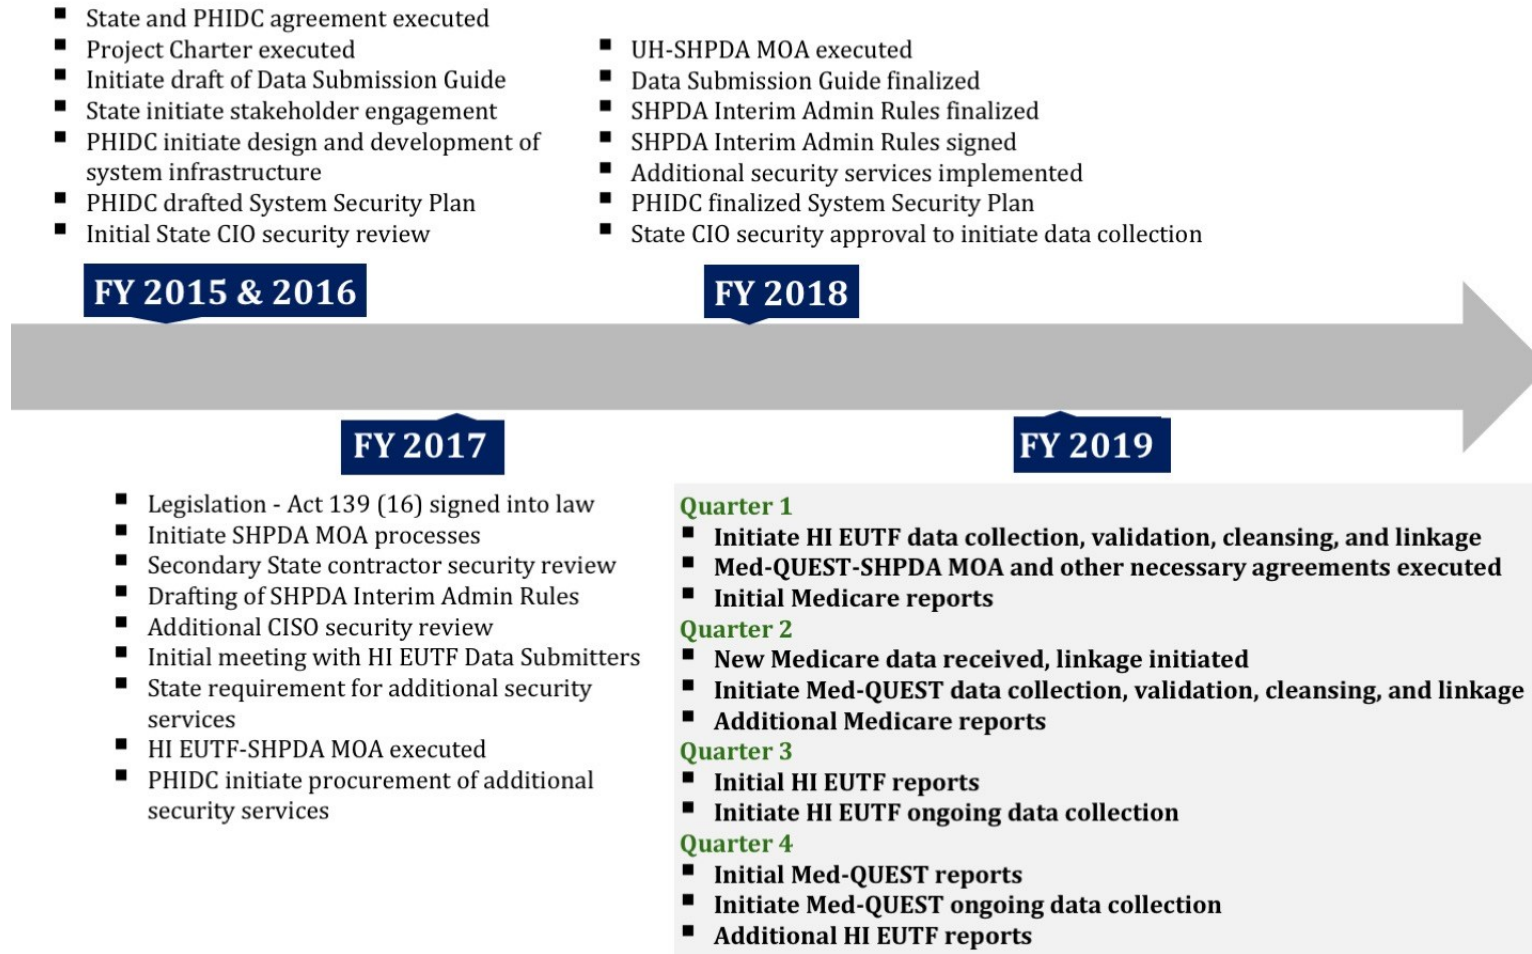 ▪ State and PHIDC agreement executed
▪ Project Charter executed
▪ Initiate draft of Data Submission Guide
▪ State initiate stakeholder engagement
▪ PHIDC initiate design and development of
system infrastructure
▪ PHIDC drafted System Security Plan
▪ Initial State CIO security review
▪ UH-SHPDA MOA executed
▪ Data Submission Guide finalized
▪ SHPDA Interim Admin Rules finalized
▪ SHPDA Interim Admin Rules signed
▪ Additional security services implemented
▪ PHIDC finalized System Security Plan
▪ State CIO security approval to initiate data collection
FY 2015 & 2016
FY 2018
FY 2017
FY 2019
▪ Legislation - Act 139 (16) signed into law
▪ Initiate SHPDA MOA processes
▪ Secondary State contractor security review
▪ Drafting of SHPDA Interim Admin Rules
▪ Additional CISO security review
▪ Initial meeting with HI EUTF Data Submitters
▪ State requirement for additional security
services
▪ HI EUTF-SHPDA MOA executed
▪ PHIDC initiate procurement of additional
security services
Quarter 1
▪ Initiate HI EUTF data collection, validation, cleansing, and linkage
▪ Med-QUEST-SHPDA MOA and other necessary agreements executed
▪ Initial Medicare reports
Quarter 2
▪ New Medicare data received, linkage initiated
▪ Initiate Med-QUEST data collection, validation, cleansing, and linkage
▪ Additional Medicare reports
Quarter 3
▪ Initial HI EUTF reports
▪ Initiate HI EUTF ongoing data collection
Quarter 4
▪ Initial Med-QUEST reports
▪ Initiate Med-QUEST ongoing data collection
▪ Additional HI EUTF reports